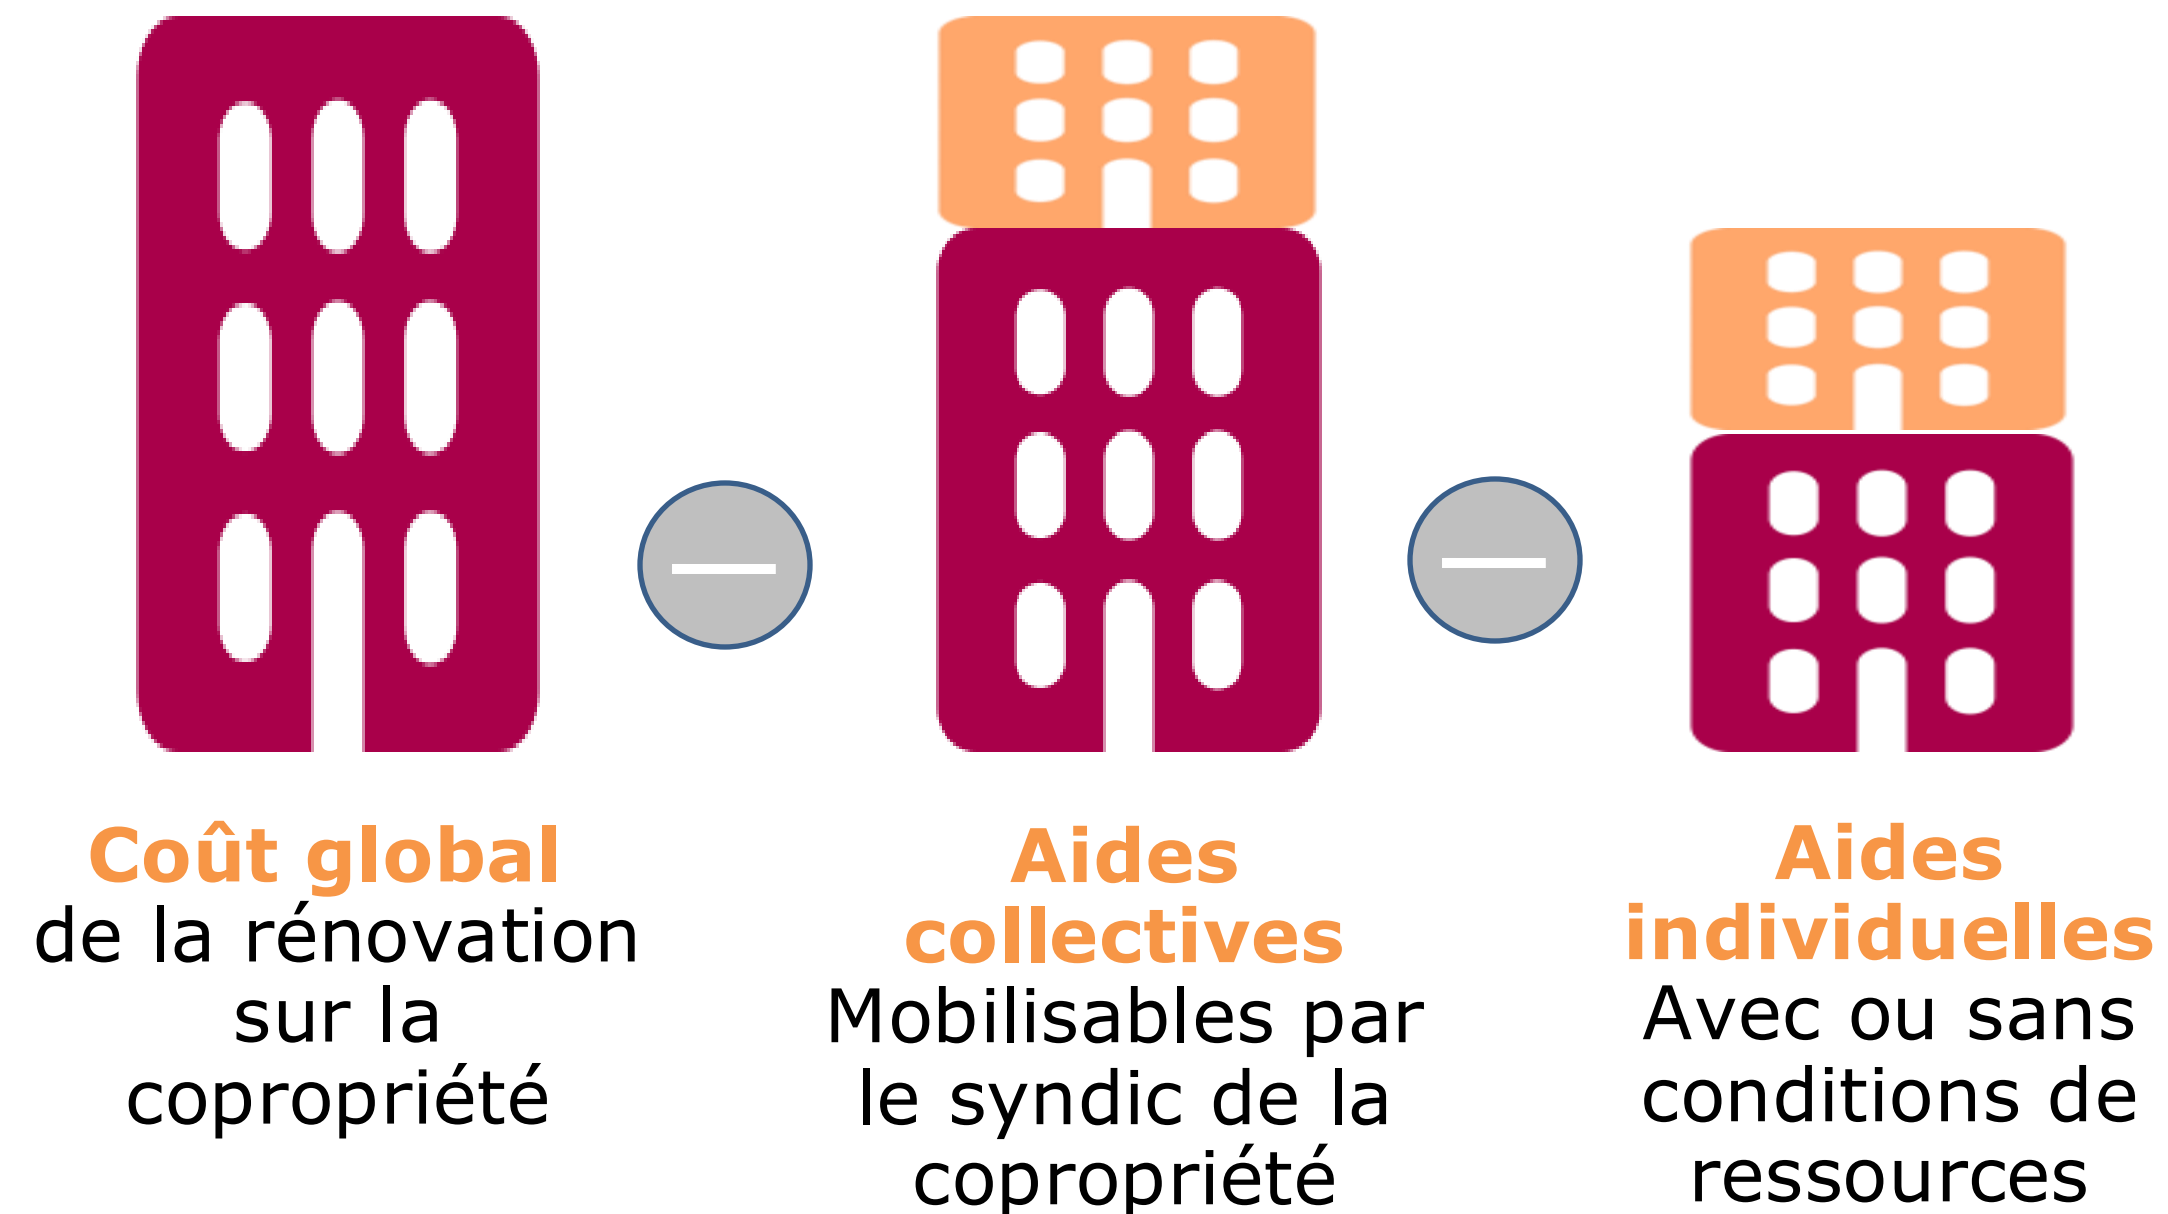 Coût global
de la rénovation
sur la
copropriété
Aides
collectives
Mobilisables par
le syndic de la
copropriété
Aides
individuelles
Avec ou sans
conditions de
ressources